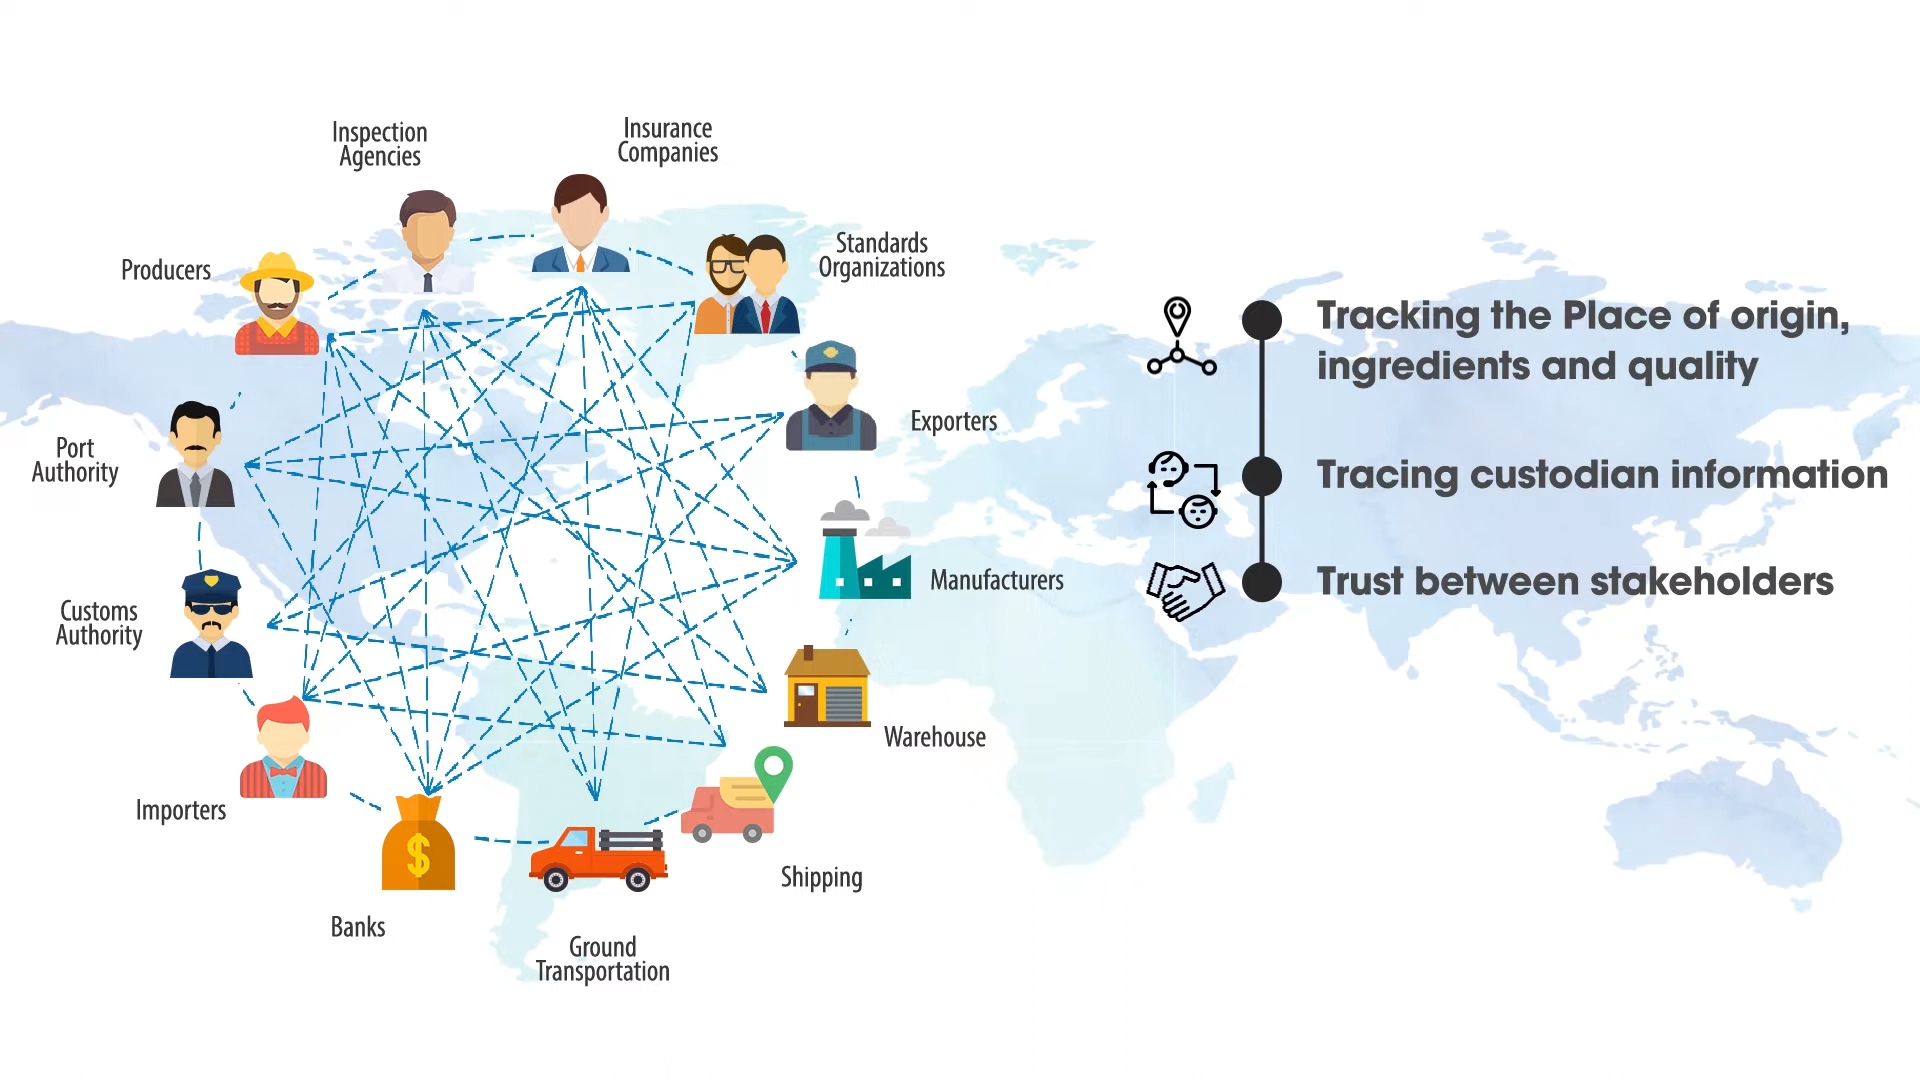 Inspection
Agencies
Insurance
Companies
Standards
Organizations
Producers
Exporters
Port
Authority
Manufacturers
Customs
Authority
Warehouse
Importers
$
Shipping
Banks
Ground
Transportation
Tracking the Place of origin,
ingredients and quality
Tracing custodian information
Trust between stakeholders